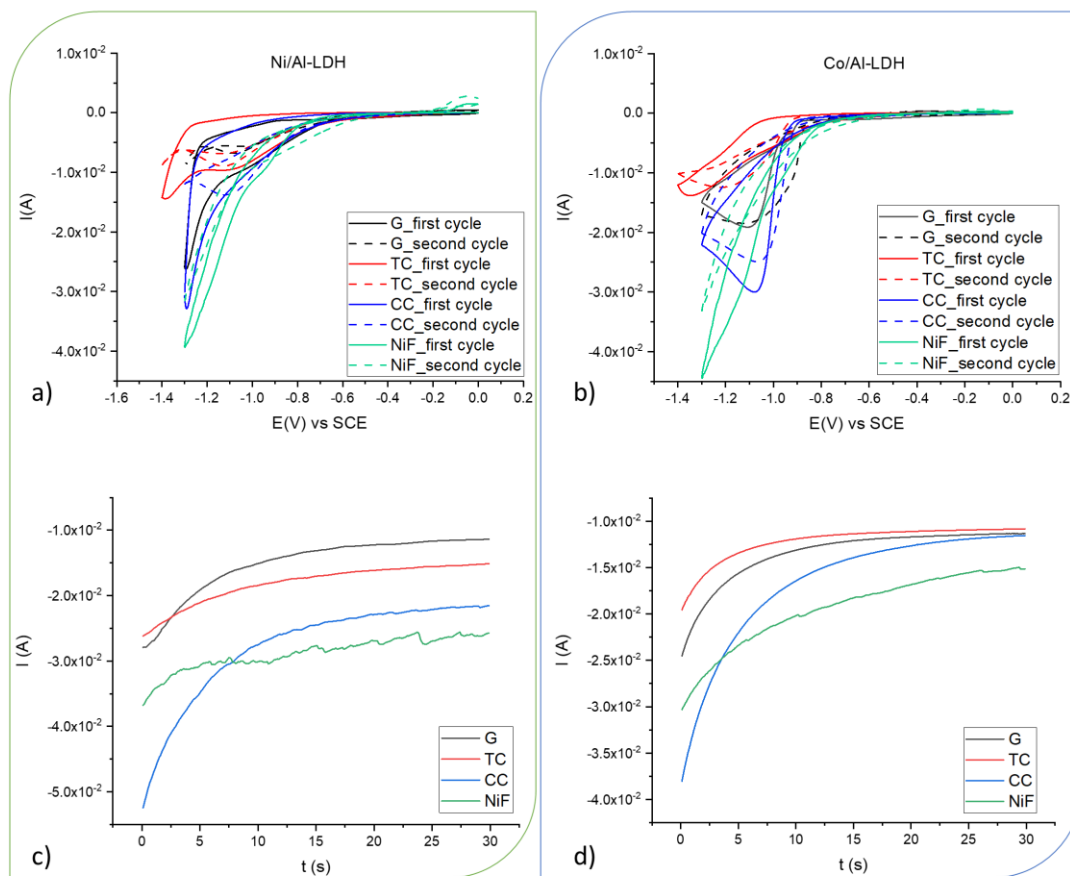 Ni/Al-LDH
1.0x10⁻²
0.0
-1.0x10⁻²
-2.0x10⁻²
-3.0x10⁻²
-4.0x10⁻²
I(A)
G_first cycle
G_second cycle
TC_first cycle
TC_second cycle
CC_first cycle
CC_second cycle
NiF_first cycle
NiF_second cycle
-1.6 -1.4 -1.2 -1.0 -0.8 -0.6 -0.4 -0.2 0.0
E(V) vs SCE
a)
Co/Al-LDH
1.0x10⁻²
0.0
-1.0x10⁻²
-2.0x10⁻²
-3.0x10⁻²
-4.0x10⁻²
I(A)
G_first cycle
G_second cycle
TC_first cycle
TC_second cycle
CC_first cycle
CC_second cycle
NiF_first cycle
NiF_second cycle
-1.4 -1.2 -1.0 -0.8 -0.6 -0.4 -0.2 0.0
E(V) vs SCE
b)
-1.0x10⁻²
-2.0x10⁻²
-3.0x10⁻²
-4.0x10⁻²
-5.0x10⁻²
I (A)
G
TC
CC
NiF
0 5 10 15 20 25 30
t (s)
c)
-1.0x10⁻²
-1.5x10⁻²
-2.0x10⁻²
-2.5x10⁻²
-3.0x10⁻²
-3.5x10⁻²
-4.0x10⁻²
I (A)
G
TC
CC
NiF
0 5 10 15 20 25 30
t (s)
d)